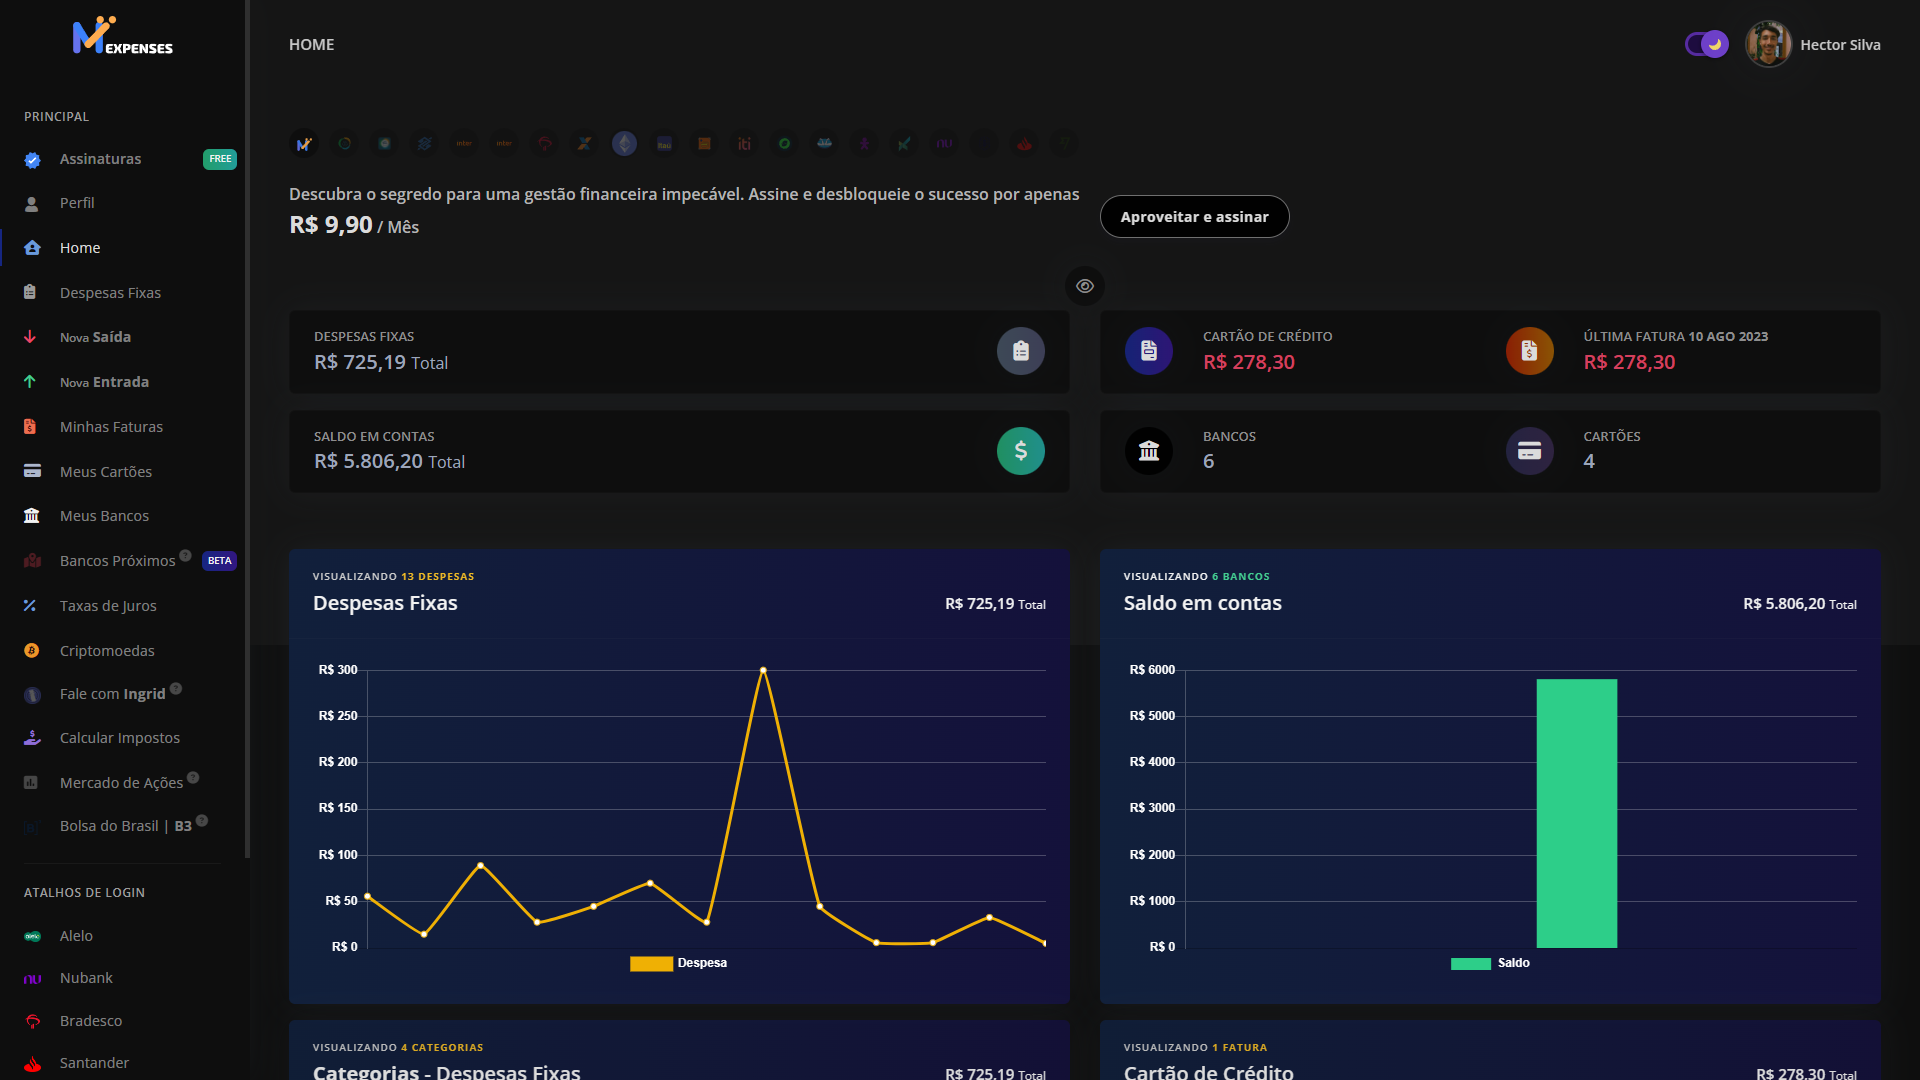 EXPENSES
PRINCIPAL
Assinaturas FREE
Perfil
Home
Despesas Fixas
Nova Saída
Nova Entrada
Minhas Faturas
Meus Cartões
Meus Bancos
Bancos Próximos ? BETA
Taxas de Juros
Criptomoedas
Fale com Ingrid ?
Calcular Impostos
Mercado de Ações ?
Bolsa do Brasil | B3 ?
ATALHOS DE LOGIN
Alelo
Nubank
Bradesco
Santander
HOME
Hector Silva
inter inter Itaú iti nu
Descubra o segredo para uma gestão financeira impecável. Assine e desbloqueie o sucesso por apenas
R$ 9,90 / Mês
Aproveitar e assinar
DESPESAS FIXAS
R$ 725,19 Total
CARTÃO DE CRÉDITO
R$ 278,30
ÚLTIMA FATURA 10 AGO 2023
R$ 278,30
SALDO EM CONTAS
R$ 5.806,20 Total
BANCOS
6
CARTÕES
4
VISUALIZANDO 13 DESPESAS
Despesas Fixas
R$ 725,19 Total
R$ 300
R$ 250
R$ 200
R$ 150
R$ 100
R$ 50
R$ 0
Despesa
VISUALIZANDO 6 BANCOS
Saldo em contas
R$ 5.806,20 Total
R$ 6000
R$ 5000
R$ 4000
R$ 3000
R$ 2000
R$ 1000
R$ 0
Saldo
VISUALIZANDO 4 CATEGORIAS
Categorias - Despesas Fixas
R$ 725,19 Total
VISUALIZANDO 1 FATURA
Cartão de Crédito
R$ 278,30 Total